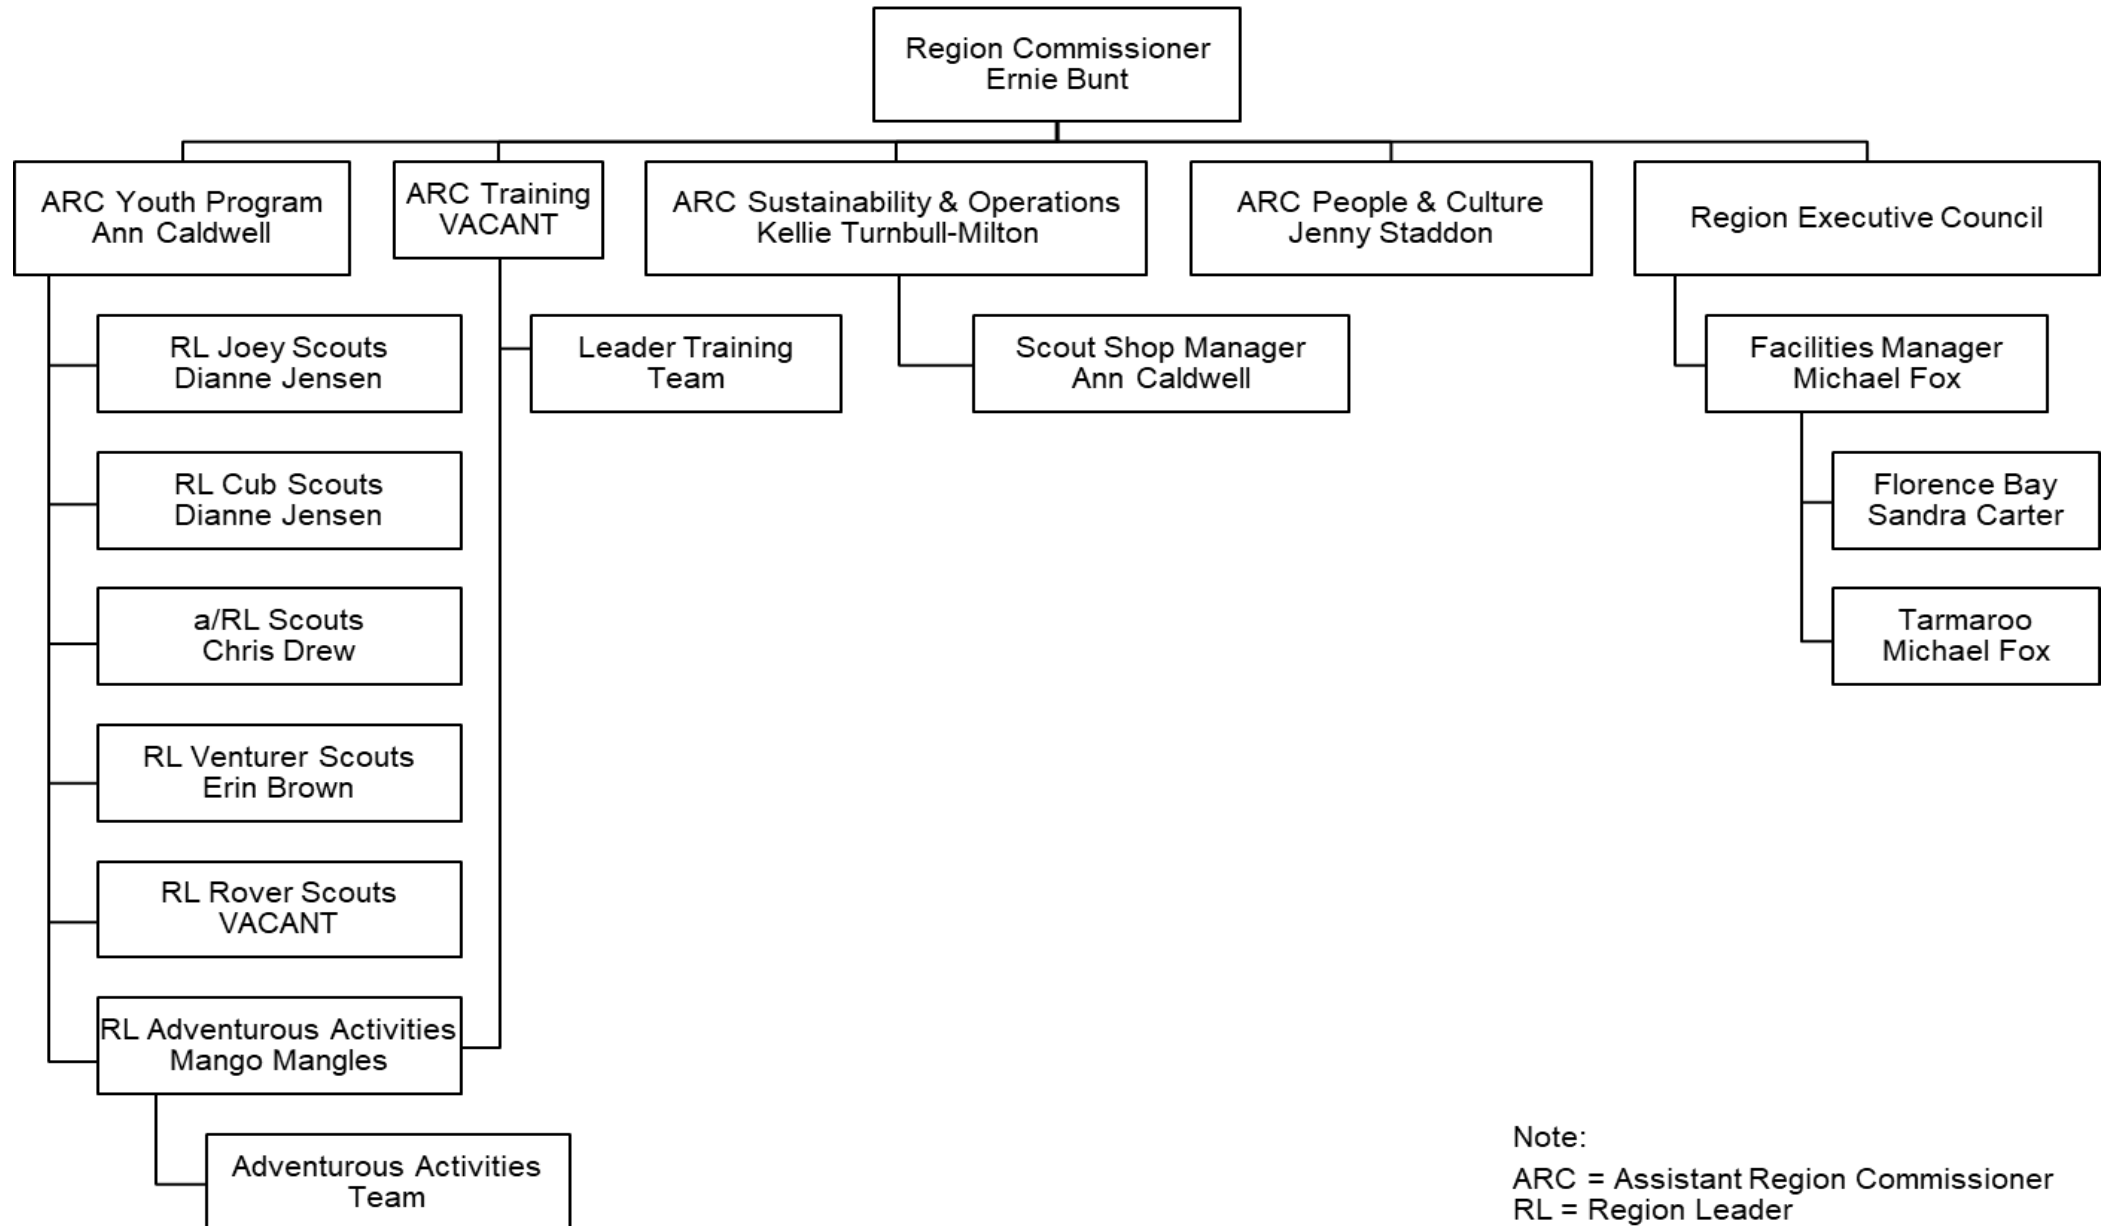 Region Commissioner
Ernie Bunt
ARC Youth Program
Ann Caldwell
ARC Training
VACANT
ARC Sustainability & Operations
Kellie Turnbull-Milton
ARC People & Culture
Jenny Staddon
Region Executive Council
RL Joey Scouts
Dianne Jensen
Leader Training
Team
Scout Shop Manager
Ann Caldwell
Facilities Manager
Michael Fox
RL Cub Scouts
Dianne Jensen
Florence Bay
Sandra Carter
a/RL Scouts
Chris Drew
Tarmaroo
Michael Fox
RL Venturer Scouts
Erin Brown
RL Rover Scouts
VACANT
RL Adventurous Activities
Mango Mangles
Adventurous Activities
Team
Note:
ARC = Assistant Region Commissioner
RL = Region Leader